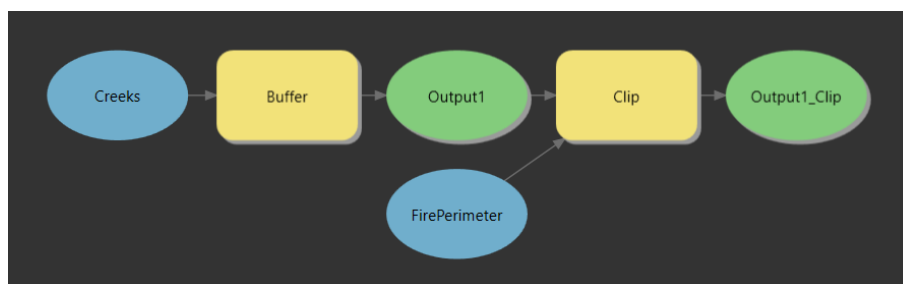 Creeks
Buffer
Output1
Clip
Output1_Clip
FirePerimeter